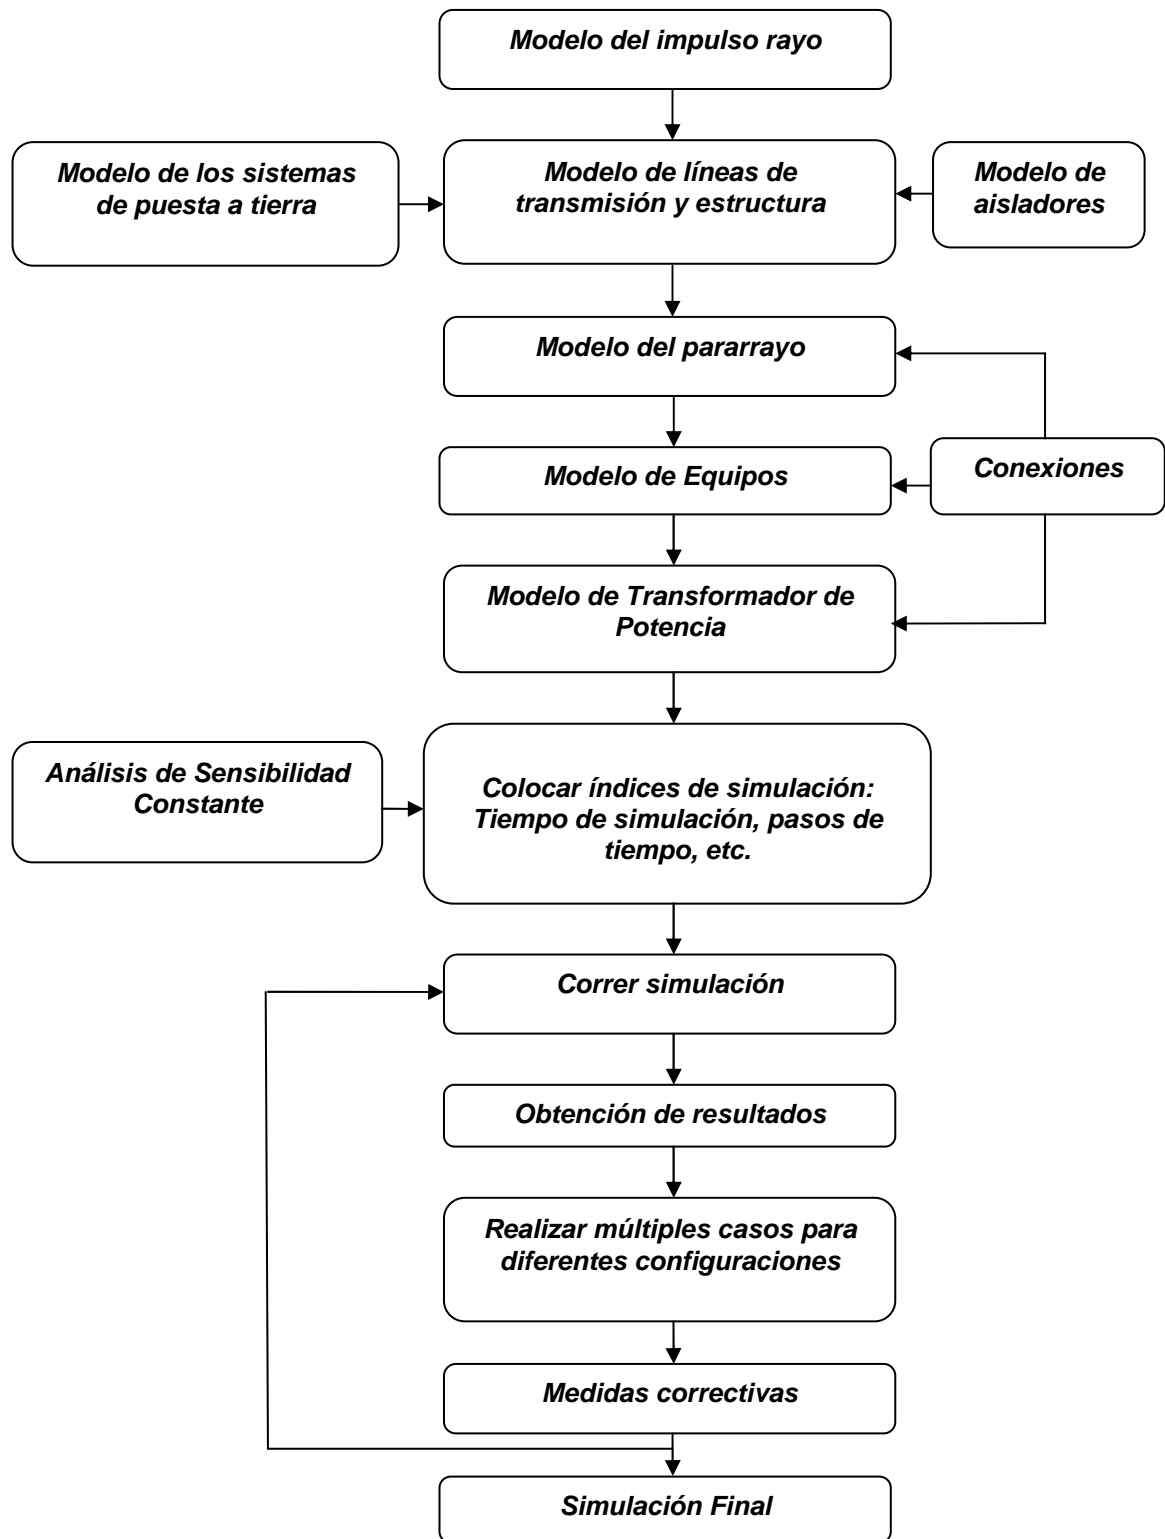 Modelo del impulso rayo
Modelo de los sistemas
de puesta a tierra
Modelo de líneas de
transmisión y estructura
Modelo de
aisladores
Modelo del pararrayo
Modelo de Equipos
Conexiones
Modelo de Transformador de
Potencia
Análisis de Sensibilidad
Constante
Colocar índices de simulación:
Tiempo de simulación, pasos de
tiempo, etc.
Correr simulación
Obtención de resultados
Realizar múltiples casos para
diferentes configuraciones
Medidas correctivas
Simulación Final